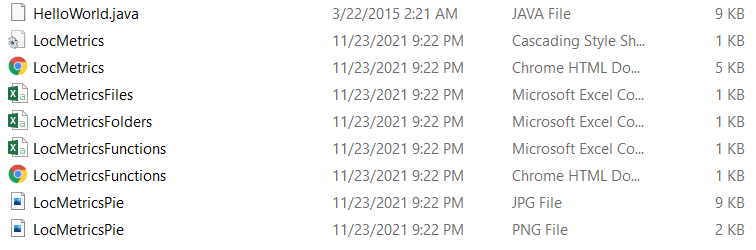 HelloWorld.java 3/22/2015 2:21 AM JAVA File 9 KB
LocMetrics 11/23/2021 9:22 PM Cascading Style Sh... 1 KB
LocMetrics 11/23/2021 9:22 PM Chrome HTML Do... 5 KB
LocMetricsFiles 11/23/2021 9:22 PM Microsoft Excel Co... 1 KB
LocMetricsFolders 11/23/2021 9:22 PM Microsoft Excel Co... 1 KB
LocMetricsFunctions 11/23/2021 9:22 PM Microsoft Excel Co... 1 KB
LocMetricsFunctions 11/23/2021 9:22 PM Chrome HTML Do... 1 KB
LocMetricsPie 11/23/2021 9:22 PM JPG File 9 KB
LocMetricsPie 11/23/2021 9:22 PM PNG File 2 KB